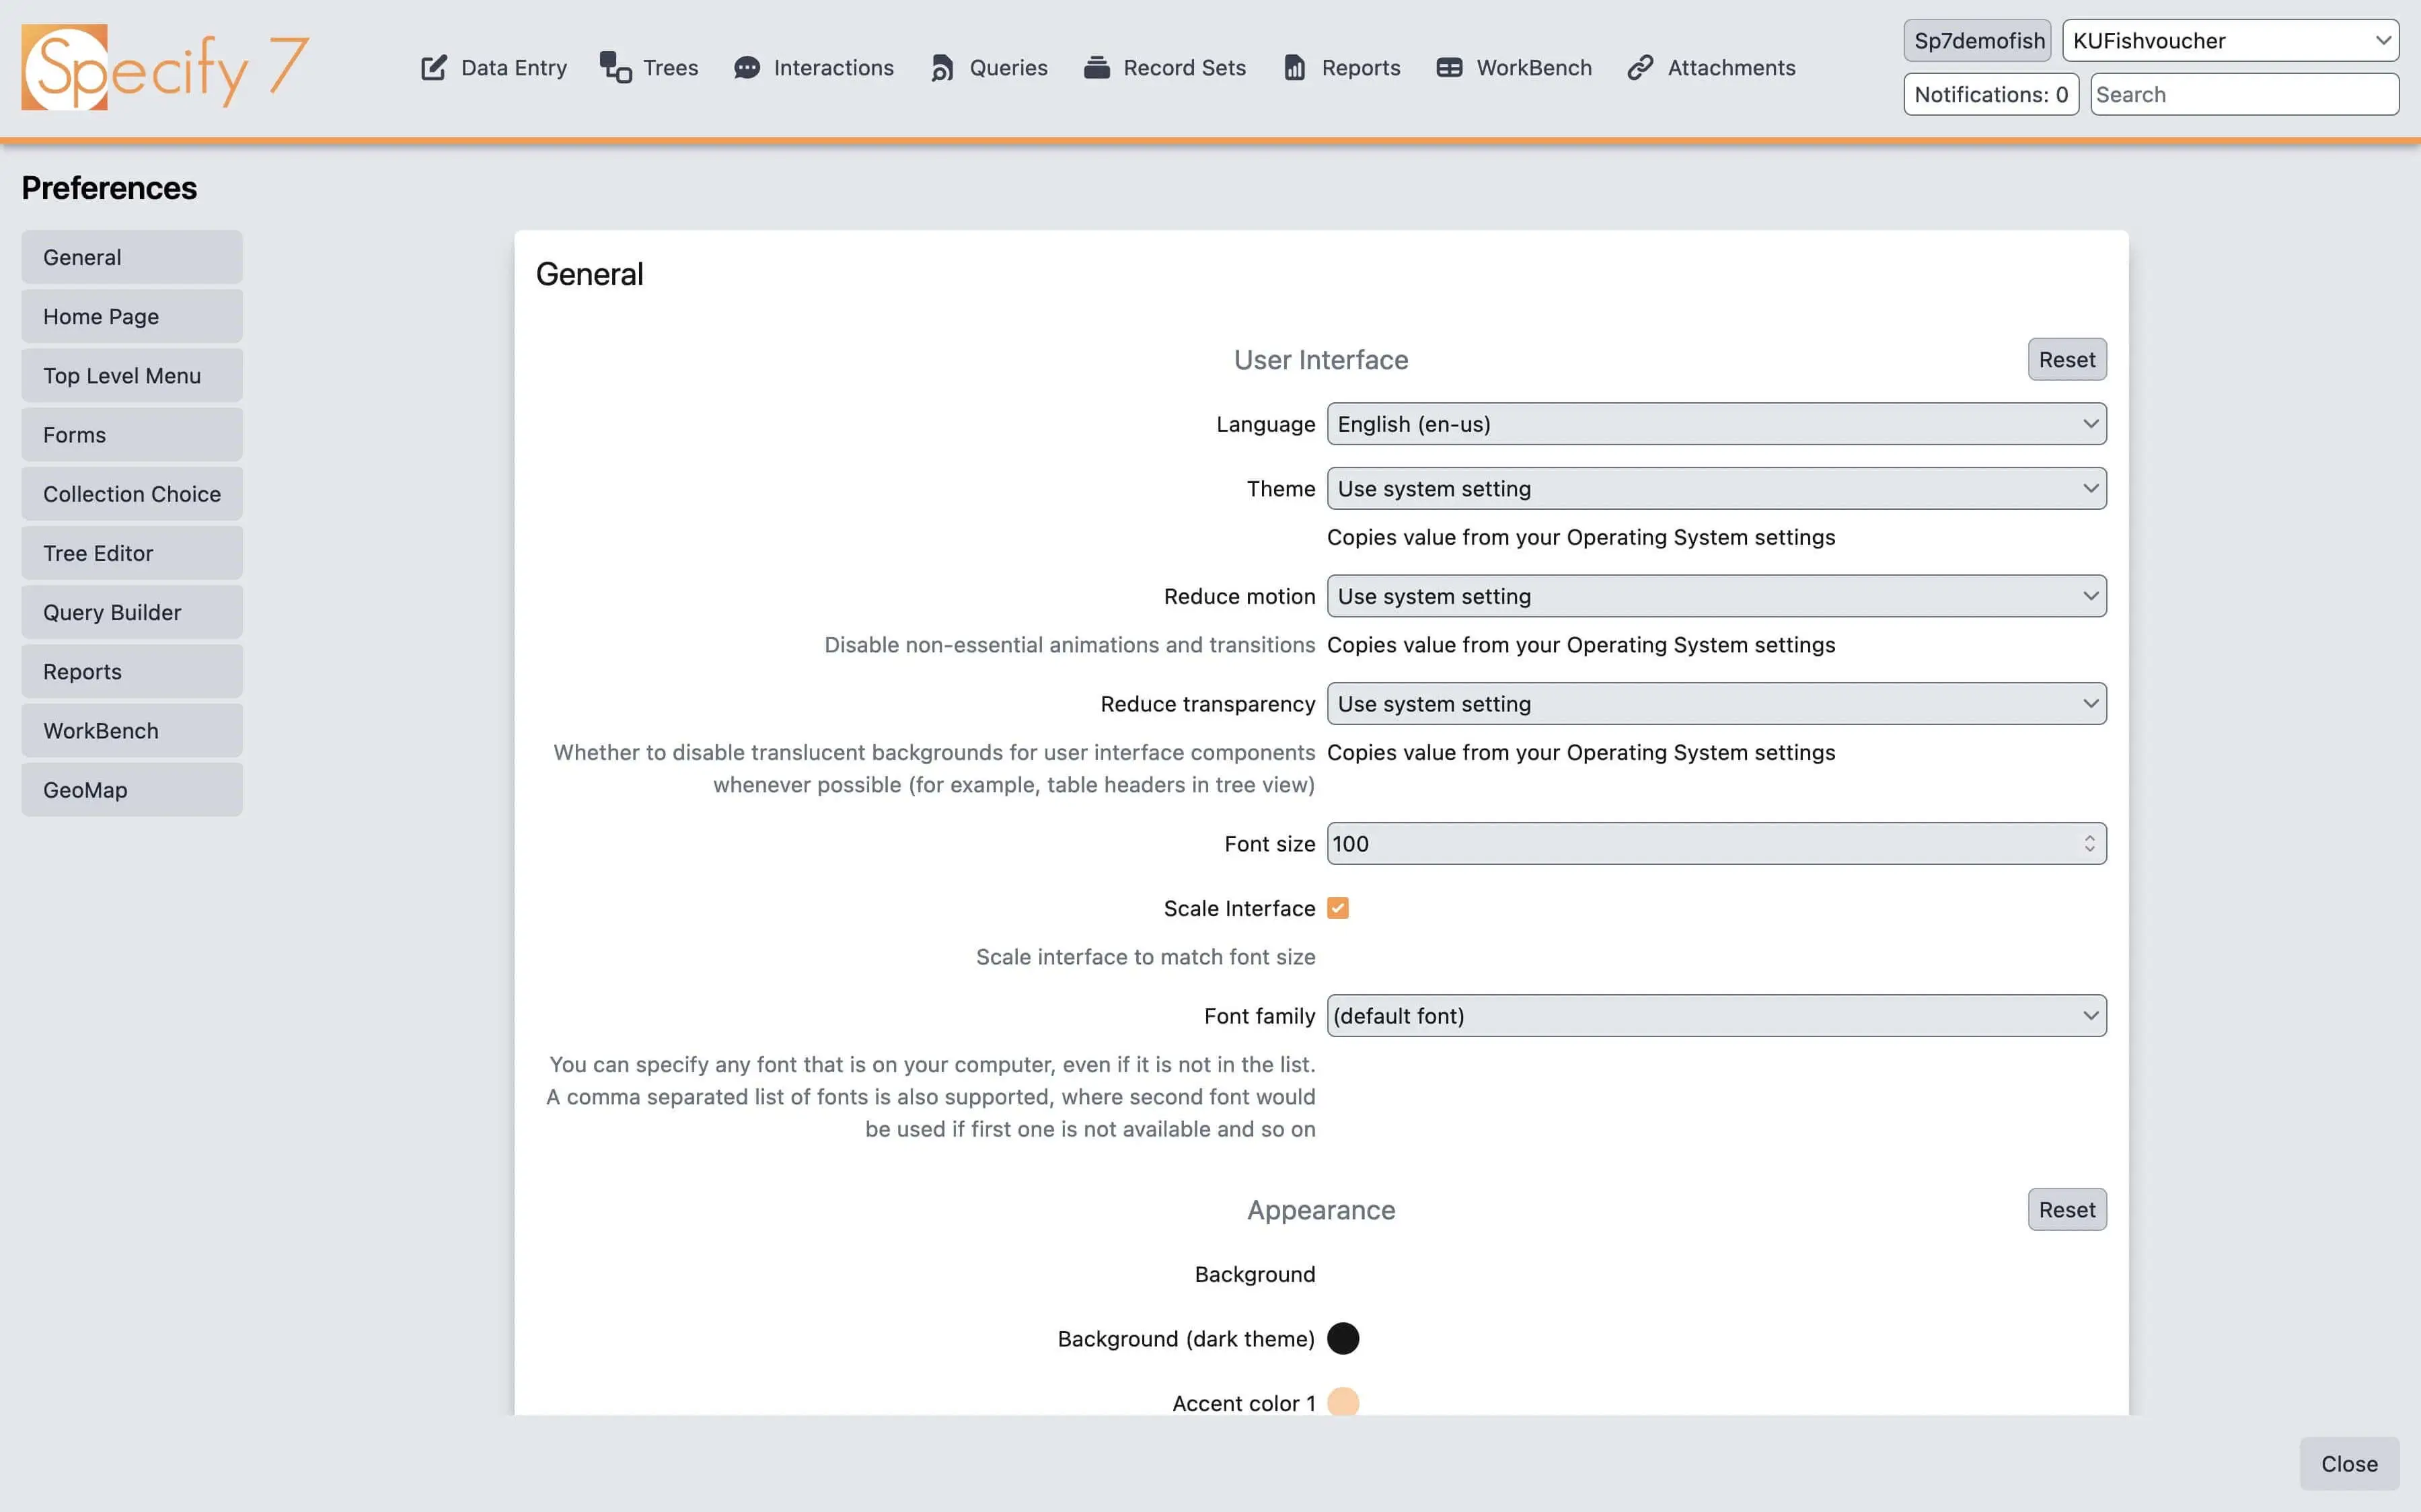 Specify 7
Data Entry
Trees
Interactions
Queries
Record Sets
Reports
WorkBench
Attachments
Sp7demofish
KUFishvoucher
Notifications: 0
Search
Preferences
General
Home Page
Top Level Menu
Forms
Collection Choice
Tree Editor
Query Builder
Reports
WorkBench
GeoMap
General
User Interface
Reset
Language
English (en-us)
Theme
Use system setting
Copies value from your Operating System settings
Reduce motion
Use system setting
Disable non-essential animations and transitions
Copies value from your Operating System settings
Reduce transparency
Use system setting
Whether to disable translucent backgrounds for user interface components
whenever possible (for example, table headers in tree view)
Copies value from your Operating System settings
Font size
100
Scale Interface
Scale interface to match font size
Font family
(default font)
You can specify any font that is on your computer, even if it is not in the list.
A comma separated list of fonts is also supported, where second font would
be used if first one is not available and so on
Appearance
Reset
Background
Background (dark theme)
Accent color 1
Close